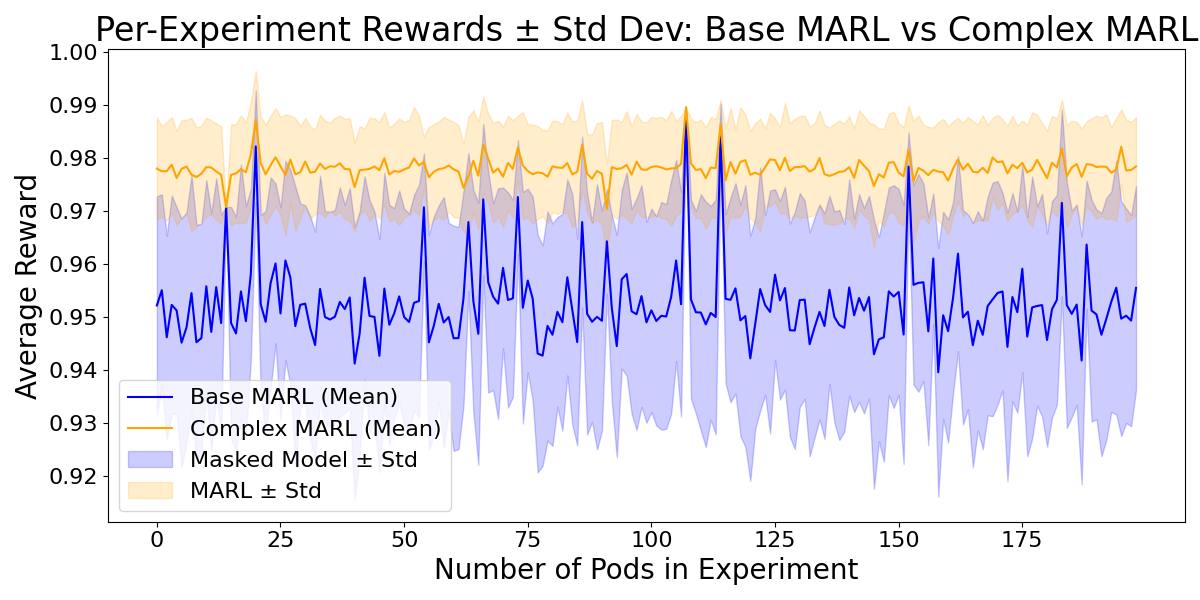 Per-Experiment Rewards ± Std Dev: Base MARL vs Complex MARL
1.00
0.99
0.98
0.97
0.96
0.95
0.94
0.93
0.92
Average Reward
Base MARL (Mean)
Complex MARL (Mean)
Masked Model ± Std
MARL ± Std
0 25 50 75 100 125 150 175
Number of Pods in Experiment